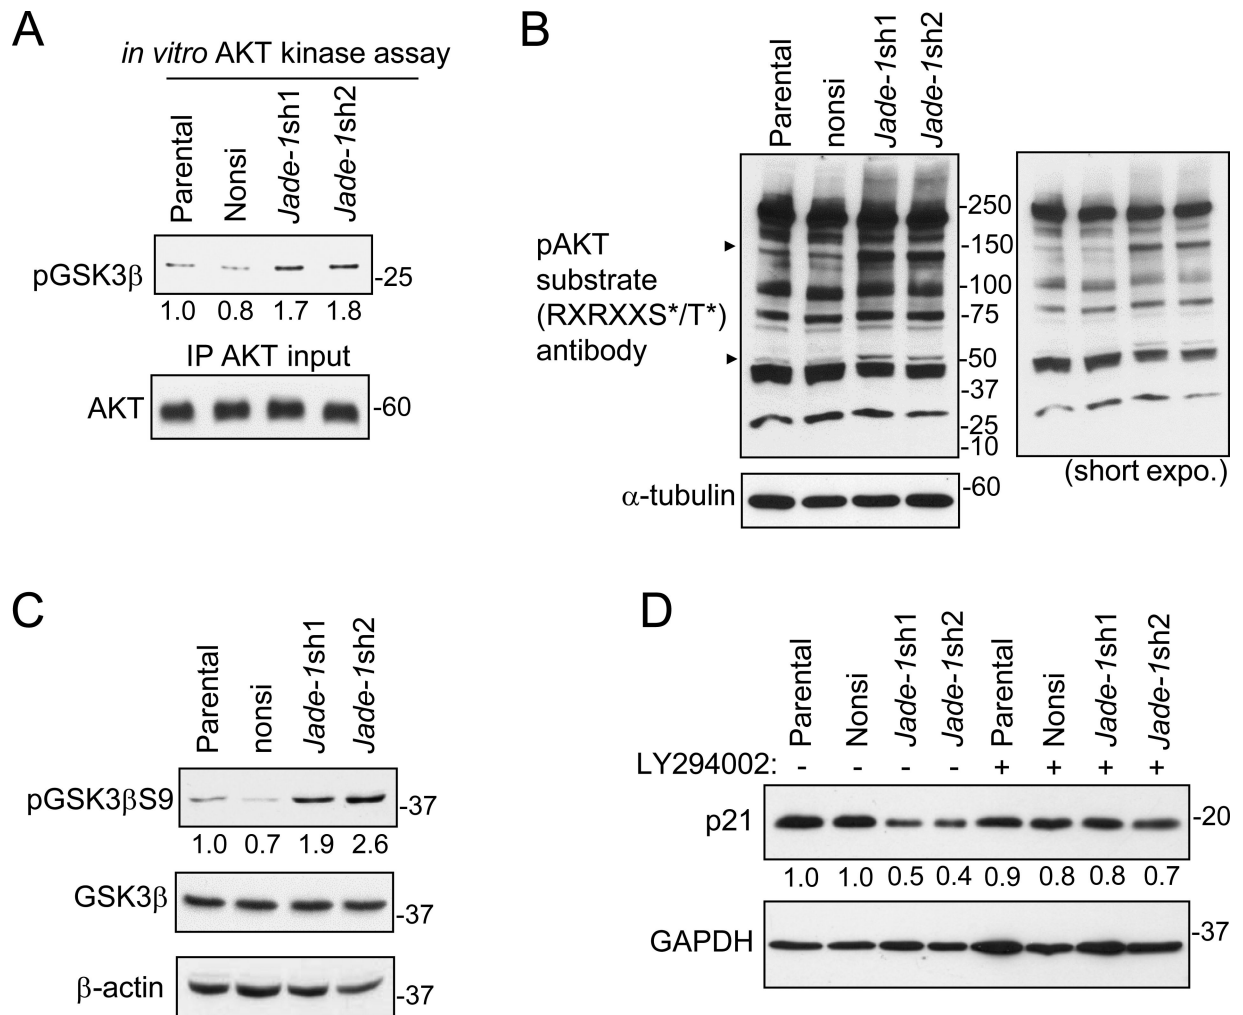 A
in vitro AKT kinase assay
Parental
Nonsi
Jade-1sh1
Jade-1sh2
pGSK3β
-25
1.0 0.8 1.7 1.8
IP AKT input
AKT
-60
B
Parental
nonsi
Jade-1sh1
Jade-1sh2
pAKT
substrate
(RXRXXS*/T*)
antibody
-250
-150
-100
-75
-50
-37
-25
-10
(short expo.)
α-tubulin
-60
C
Parental
nonsi
Jade-1sh1
Jade-1sh2
pGSK3βS9
-37
1.0 0.7 1.9 2.6
GSK3β
-37
β-actin
-37
D
Parental
Nonsi
Jade-1sh1
Jade-1sh2
Parental
Nonsi
Jade-1sh1
Jade-1sh2
LY294002: - - - - + + + +
p21
-20
1.0 1.0 0.5 0.4 0.9 0.8 0.8 0.7
GAPDH
-37